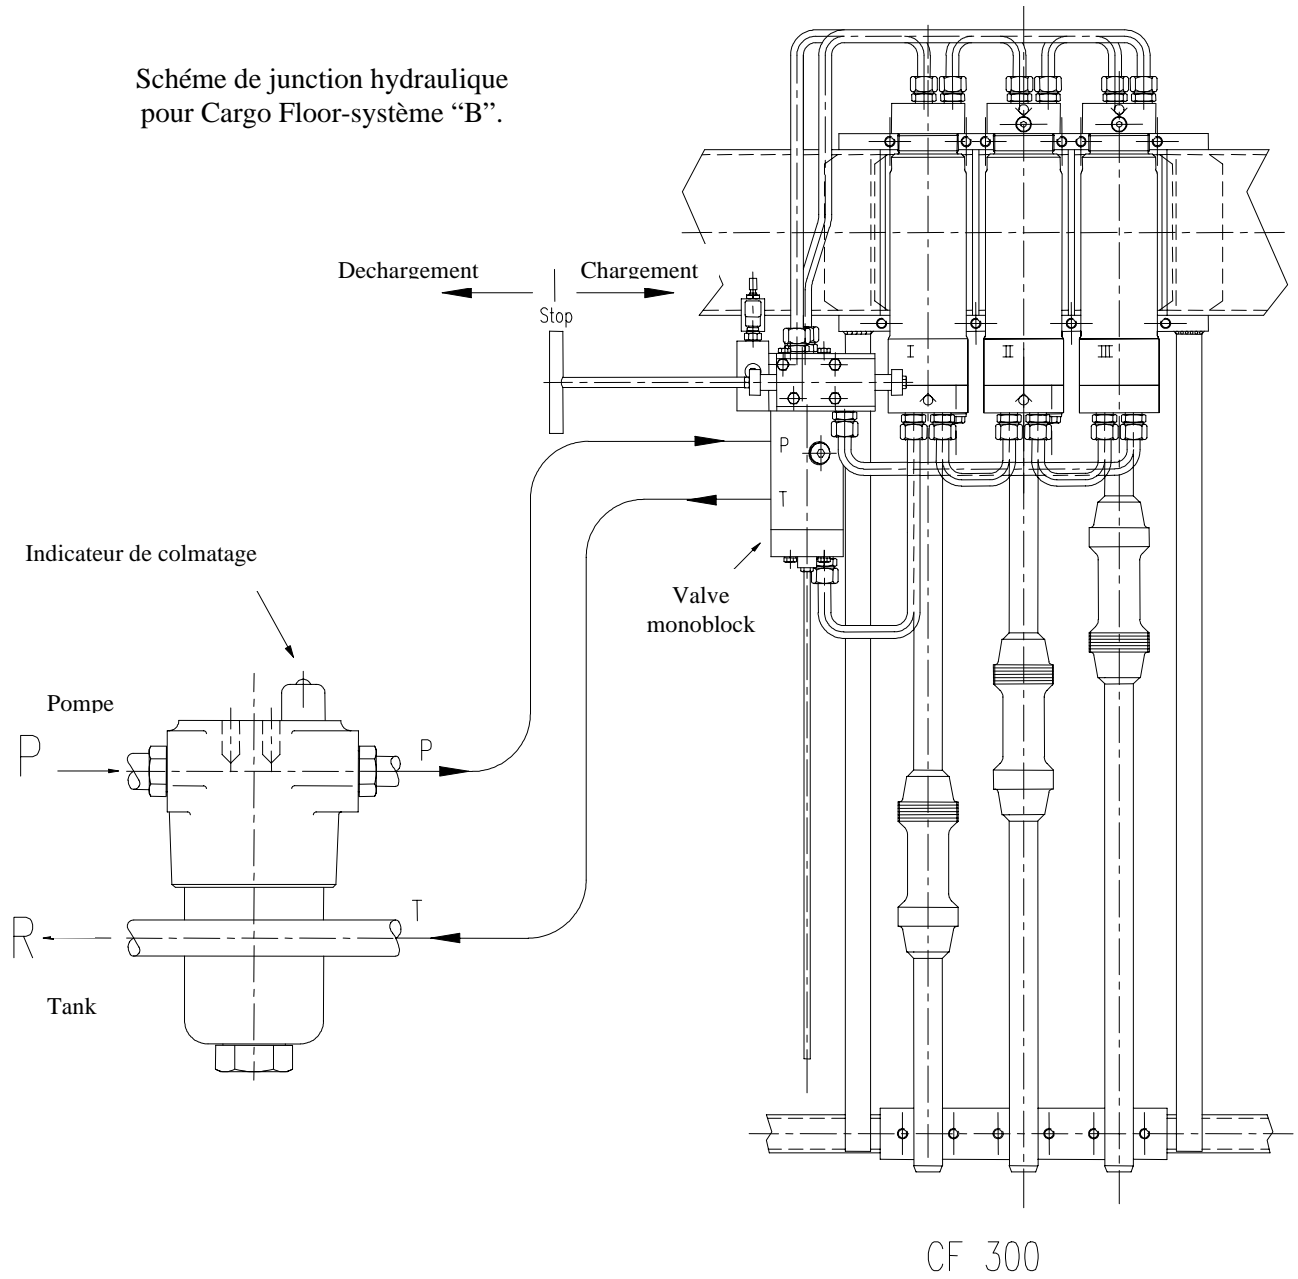 Schéme de junction hydraulique
pour Cargo Floor-système “B”.
Dechargement
Chargement
Stop
I
II
III
P
T
Indicateur de colmatage
Valve
monoblock
Pompe
P
P
T
R
Tank
CF 300